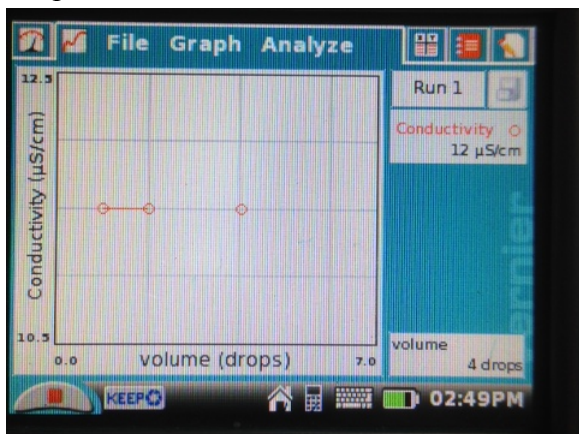 File Graph Analyze
12.5
Conductivity (µS/cm)
10.5
0.0
volume (drops)
7.0
Run 1
Conductivity
12 µS/cm
ernier
volume
4 drops
KEEP
02:49PM